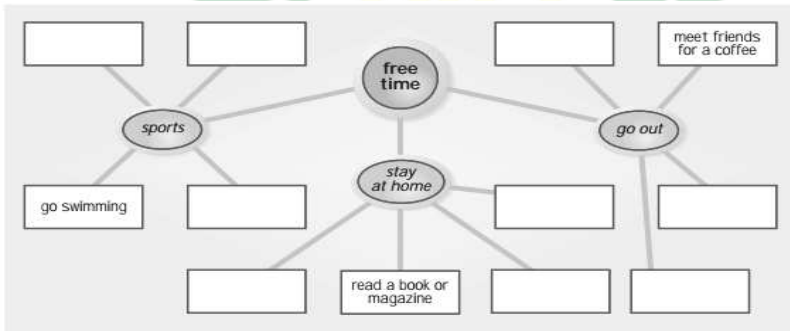 meet friends
for a coffee
free
time
sports
go out
stay
at home
go swimming
read a book or
magazine